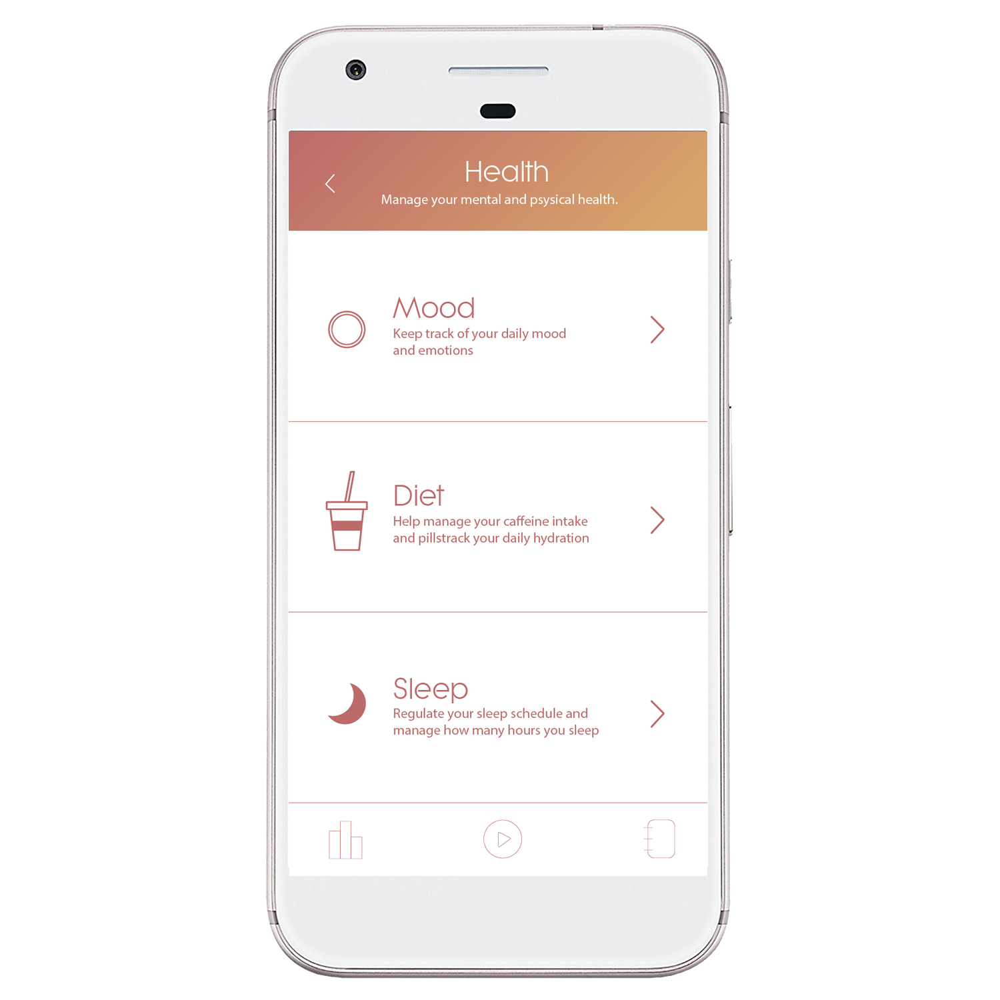 Health
Manage your mental and psysical health.
Mood
Keep track of your daily mood
and emotions
Diet
Help manage your caffeine intake
and pillstrack your daily hydration
Sleep
Regulate your sleep schedule and
manage how many hours you sleep